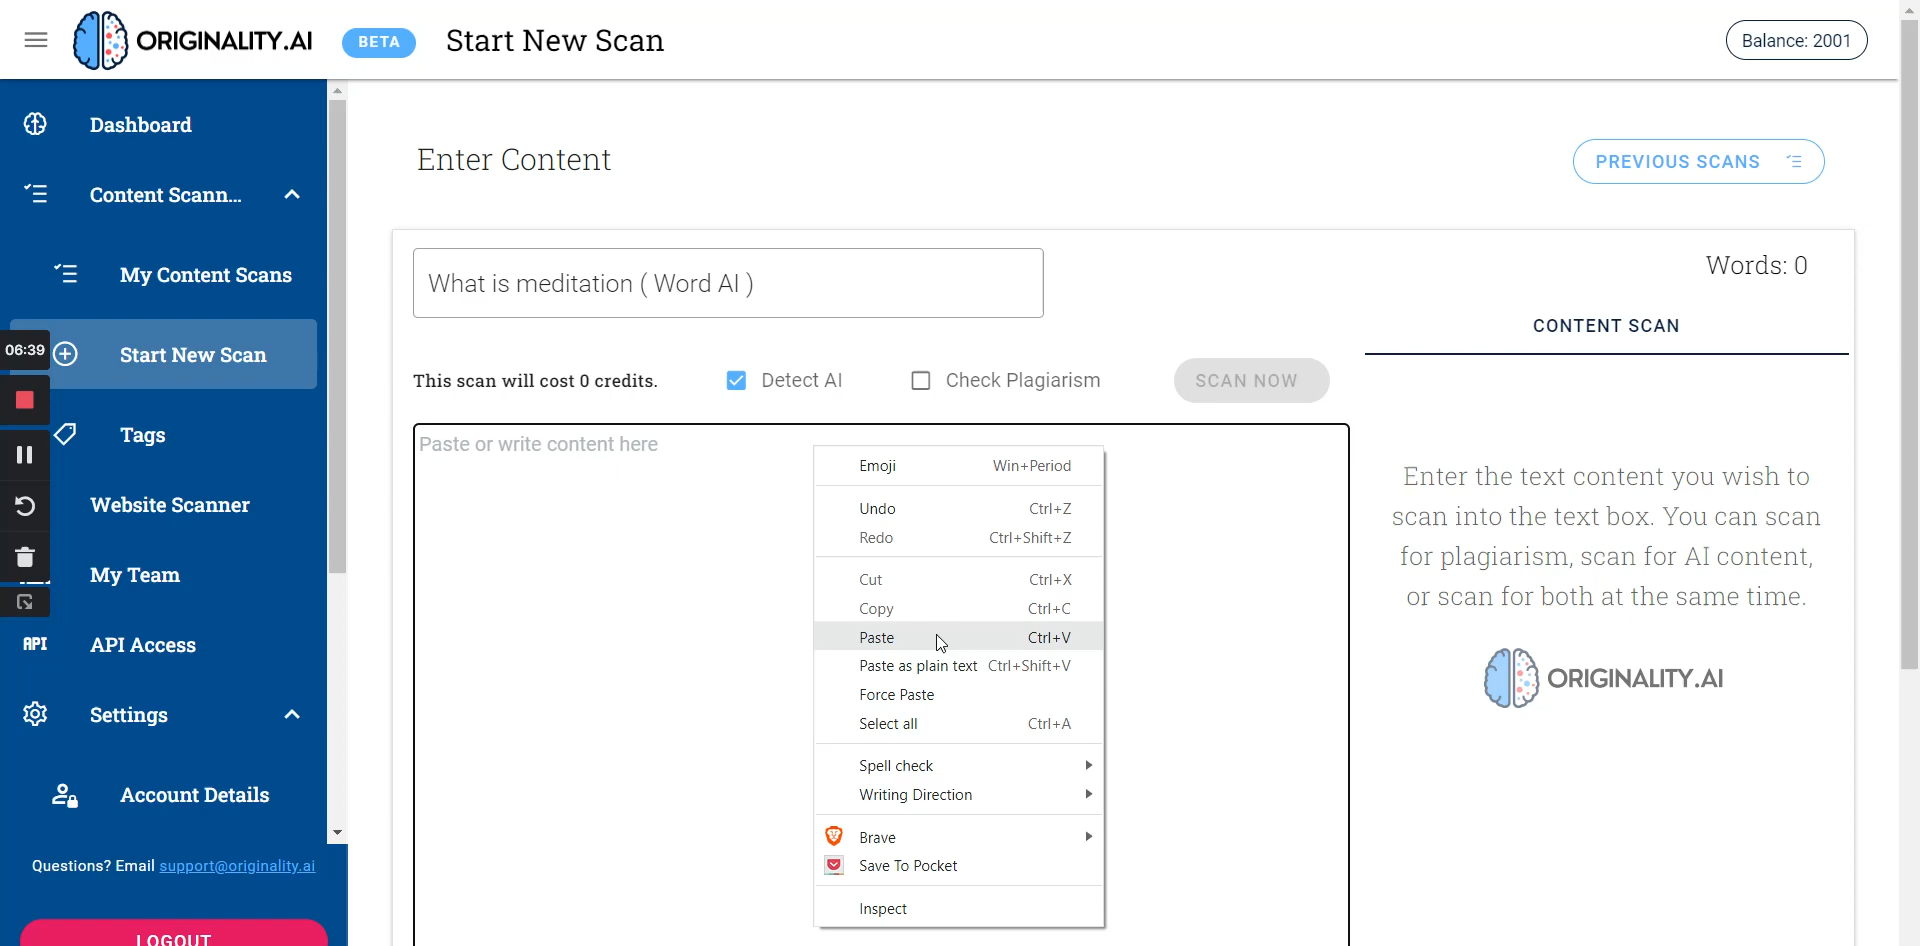 ORIGINALITY.AI
BETA
Start New Scan
Balance: 2001
Dashboard
Content Scann...
My Content Scans
06:39
Start New Scan
Tags
Website Scanner
My Team
API
API Access
Settings
Account Details
Questions? Email support@originality.ai
LOGOUT
Enter Content
PREVIOUS SCANS
What is meditation ( Word AI )
Words: 0
CONTENT SCAN
This scan will cost 0 credits.
Detect AI
Check Plagiarism
SCAN NOW
Paste or write content here
Emoji Win+Period
Undo Ctrl+Z
Redo Ctrl+Shift+Z
Cut Ctrl+X
Copy Ctrl+C
Paste Ctrl+V
Paste as plain text Ctrl+Shift+V
Force Paste
Select all Ctrl+A
Spell check
Writing Direction
Brave
Save To Pocket
Inspect
Enter the text content you wish to
scan into the text box. You can scan
for plagiarism, scan for AI content,
or scan for both at the same time.
ORIGINALITY.AI